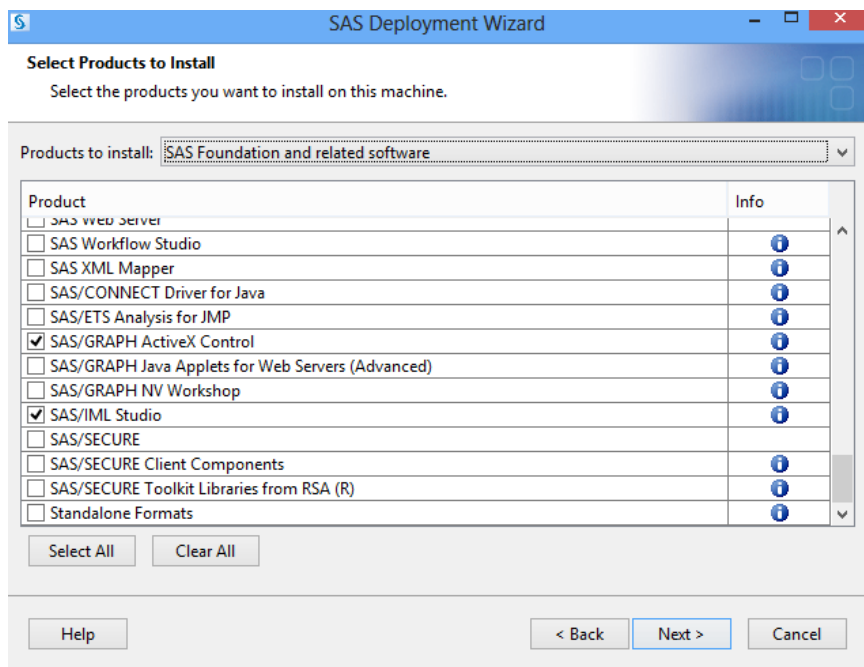 SAS Deployment Wizard
Select Products to Install
Select the products you want to install on this machine.
Products to install: SAS Foundation and related software
Product Info
SAS Web Server
SAS Workflow Studio
SAS XML Mapper
SAS/CONNECT Driver for Java
SAS/ETS Analysis for JMP
SAS/GRAPH ActiveX Control
SAS/GRAPH Java Applets for Web Servers (Advanced)
SAS/GRAPH NV Workshop
SAS/IML Studio
SAS/SECURE
SAS/SECURE Client Components
SAS/SECURE Toolkit Libraries from RSA (R)
Standalone Formats
Select All Clear All
Help < Back Next > Cancel